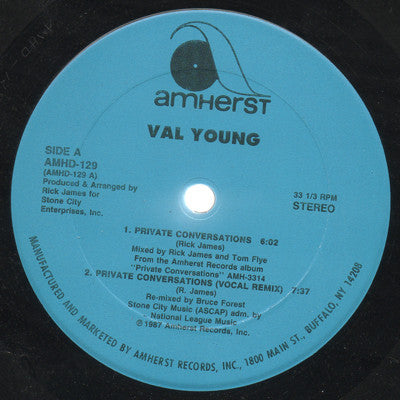 amherst
VAL YOUNG
SIDE A
AMHD-129
(AMHD-129 A)
Produced & Arranged by
Rick James for
Stone City
Enterprises, Inc.
33 1/3 RPM
STEREO
1. PRIVATE CONVERSATIONS 6:02
(Rick James)
Mixed by Rick James and Tom Flye
From the Amherst Records album
"Private Conversations" AMH-3314
2. PRIVATE CONVERSATIONS (VOCAL REMIX) 7:37
(R. James)
Re-mixed by Bruce Forest
Stone City Music (ASCAP) adm. by
National League Music
℗1987 Amherst Records, Inc.
MANUFACTURED AND MARKETED BY AMHERST RECORDS, INC., 1800 MAIN ST., BUFFALO, NY 14208